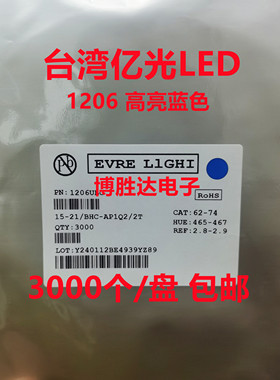 台湾亿光LED
1206 高亮蓝色
Pb
EVRE L1GHI
PN:1206U
RoHS
博胜达电子
15-21/BHC-AP1Q2/2T
CAT:62-74
QTY:3000
HUE:465-467
REF:2.8-2.9
LOT:Y240112BE4939YZ89
3000个/盘 包邮